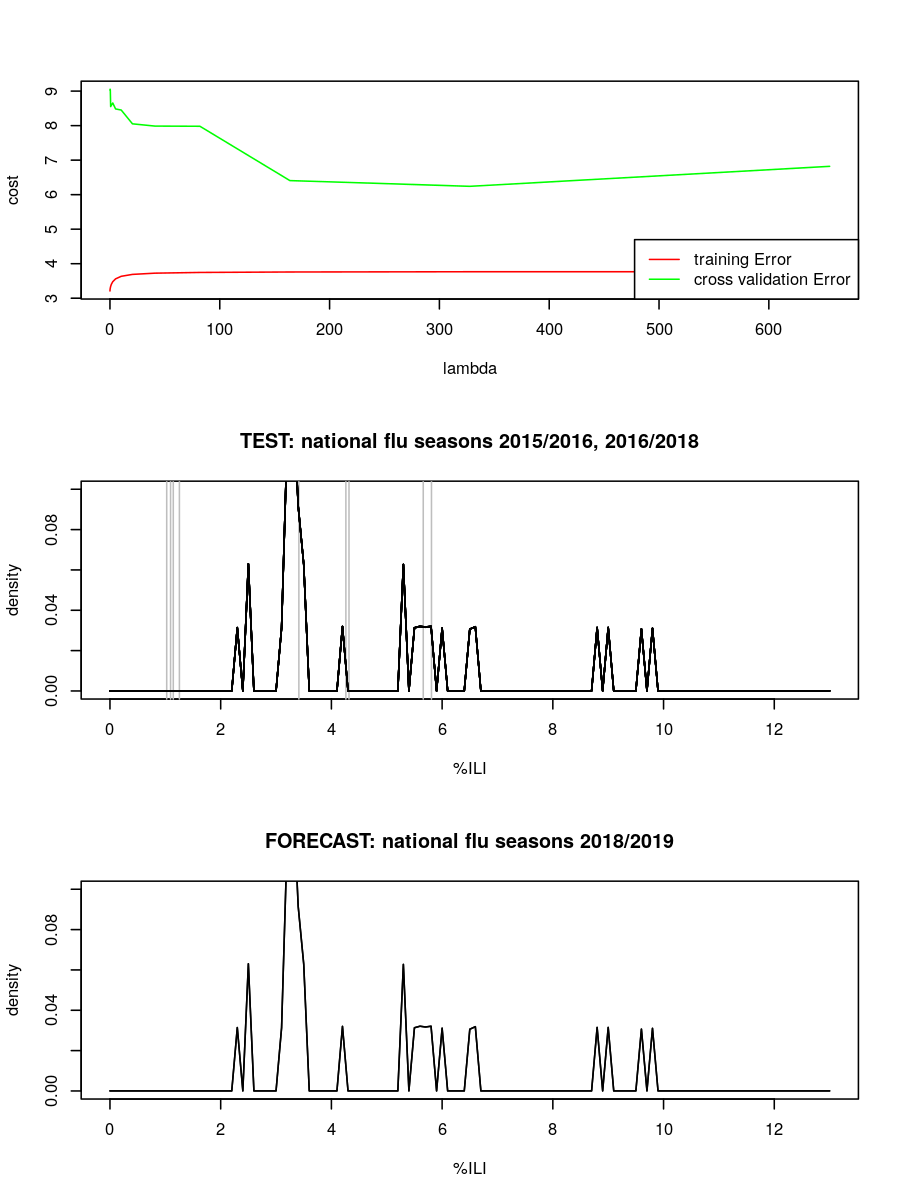 9
8
7
6
5
4
3
cost
training Error
cross validation Error
0 100 200 300 400 500 600
lambda
TEST: national flu seasons 2015/2016, 2016/2018
0.08
0.04
0.00
density
0 2 4 6 8 10 12
%ILI
FORECAST: national flu seasons 2018/2019
0.08
0.04
0.00
density
0 2 4 6 8 10 12
%ILI